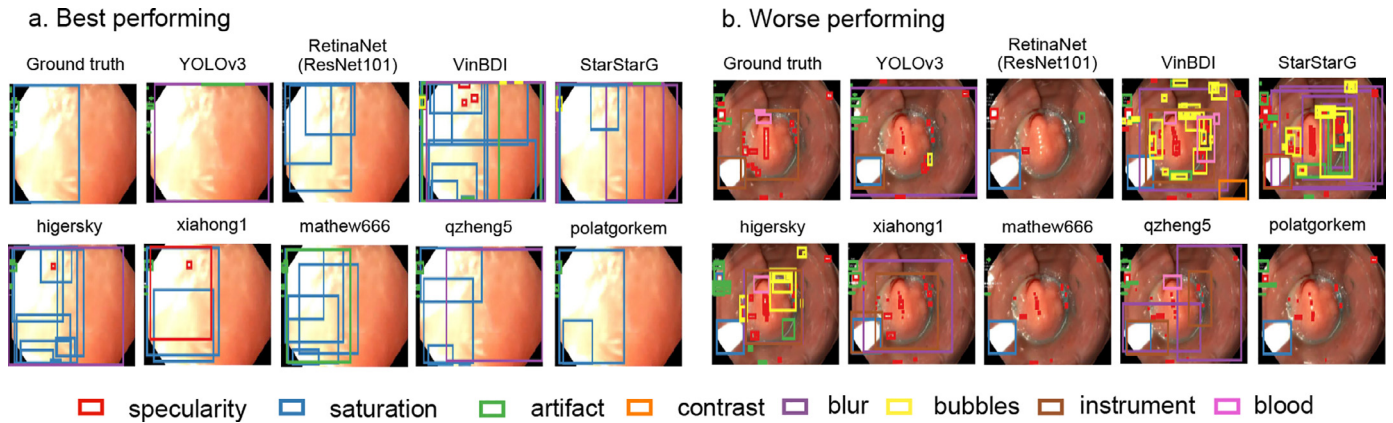 a. Best performing
b. Worse performing
Ground truth
YOLOv3
RetinaNet
(ResNet101)
VinBDI
StarStarG
Ground truth
YOLOv3
RetinaNet
(ResNet101)
VinBDI
StarStarG
higersky
xiahong1
mathew666
qzheng5
polatgorkem
higersky
xiahong1
mathew666
qzheng5
polatgorkem
specularity
saturation
artifact
contrast
blur
bubbles
instrument
blood